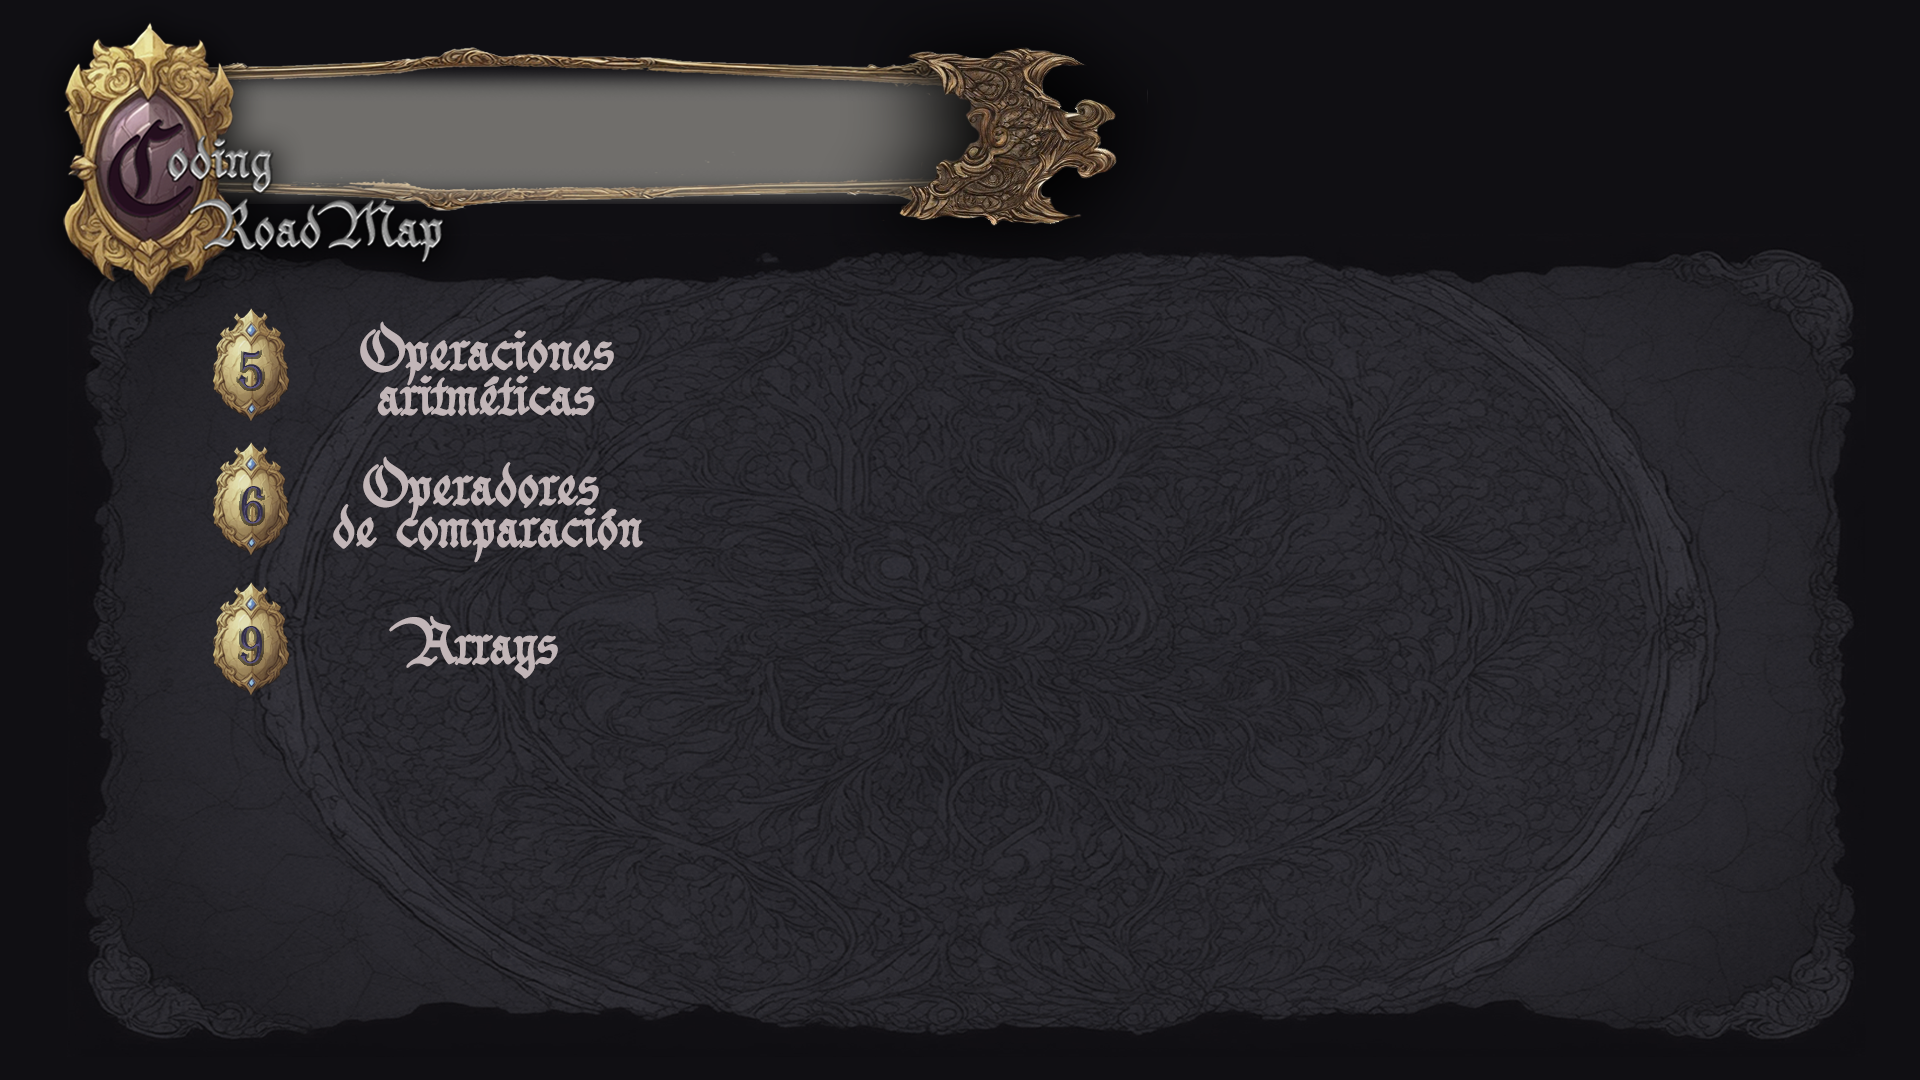 Coding
RoadMap
5
Operaciones
aritméticas
6
Operadores
de comparación
9
Arrays